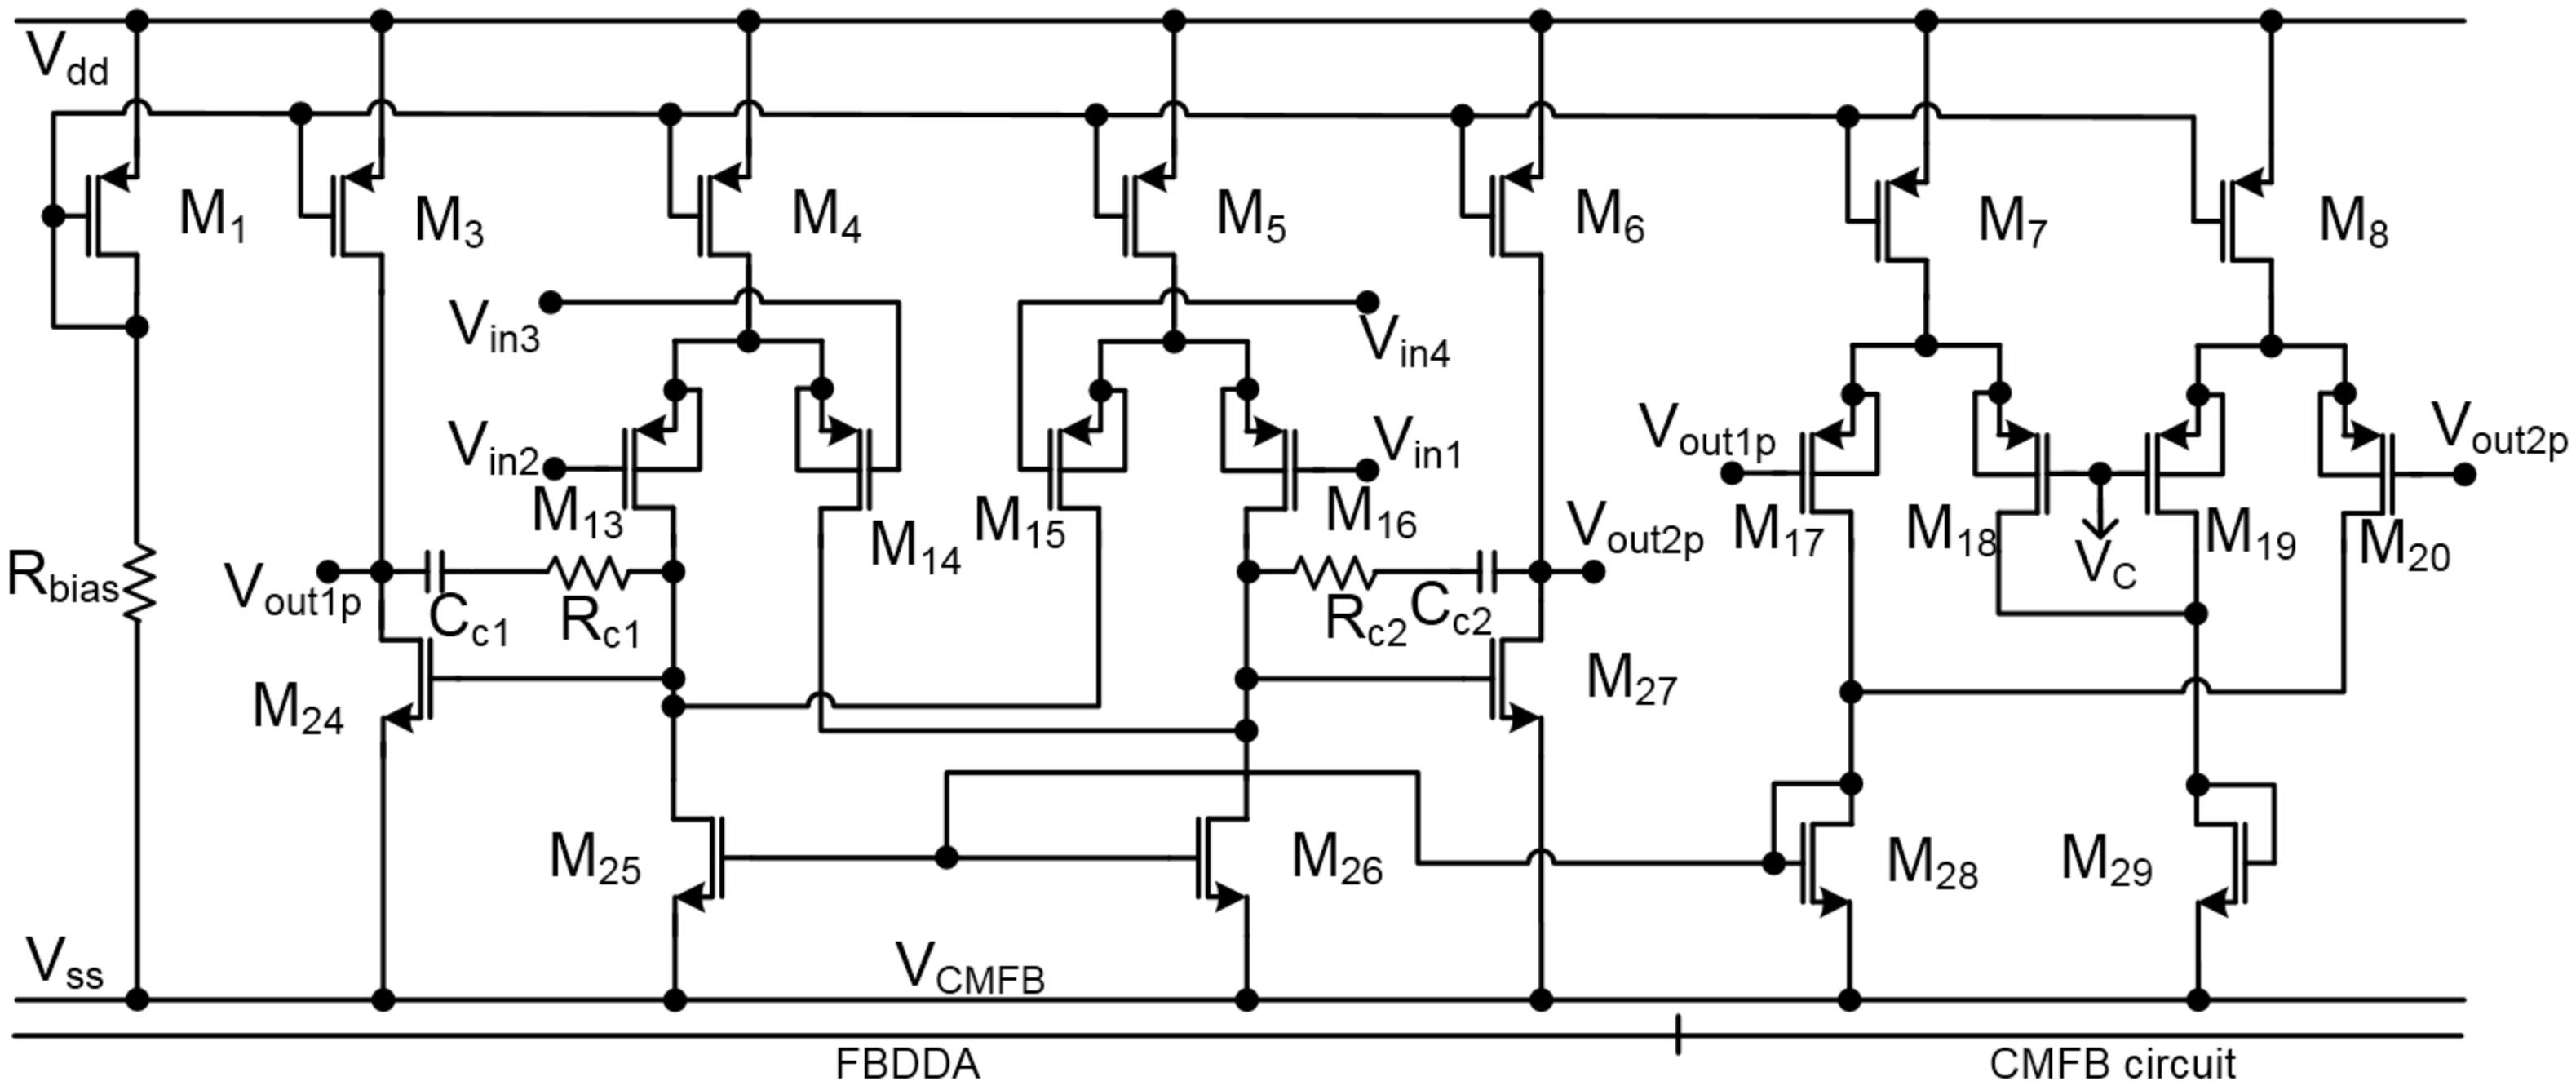 Vdd
M1
M3
M4
M5
M6
M7
M8
Vin3
Vin4
Vin2
Vin1
Vout1p
Vout2p
M13
M14
M15
M16
Vout2p
M17
M18
M19
M20
VC
Rbias
Vout1p
Cc1
Rc1
Rc2
Cc2
M24
M27
M25
M26
M28
M29
Vss
VCMFB
FBDDA
CMFB circuit